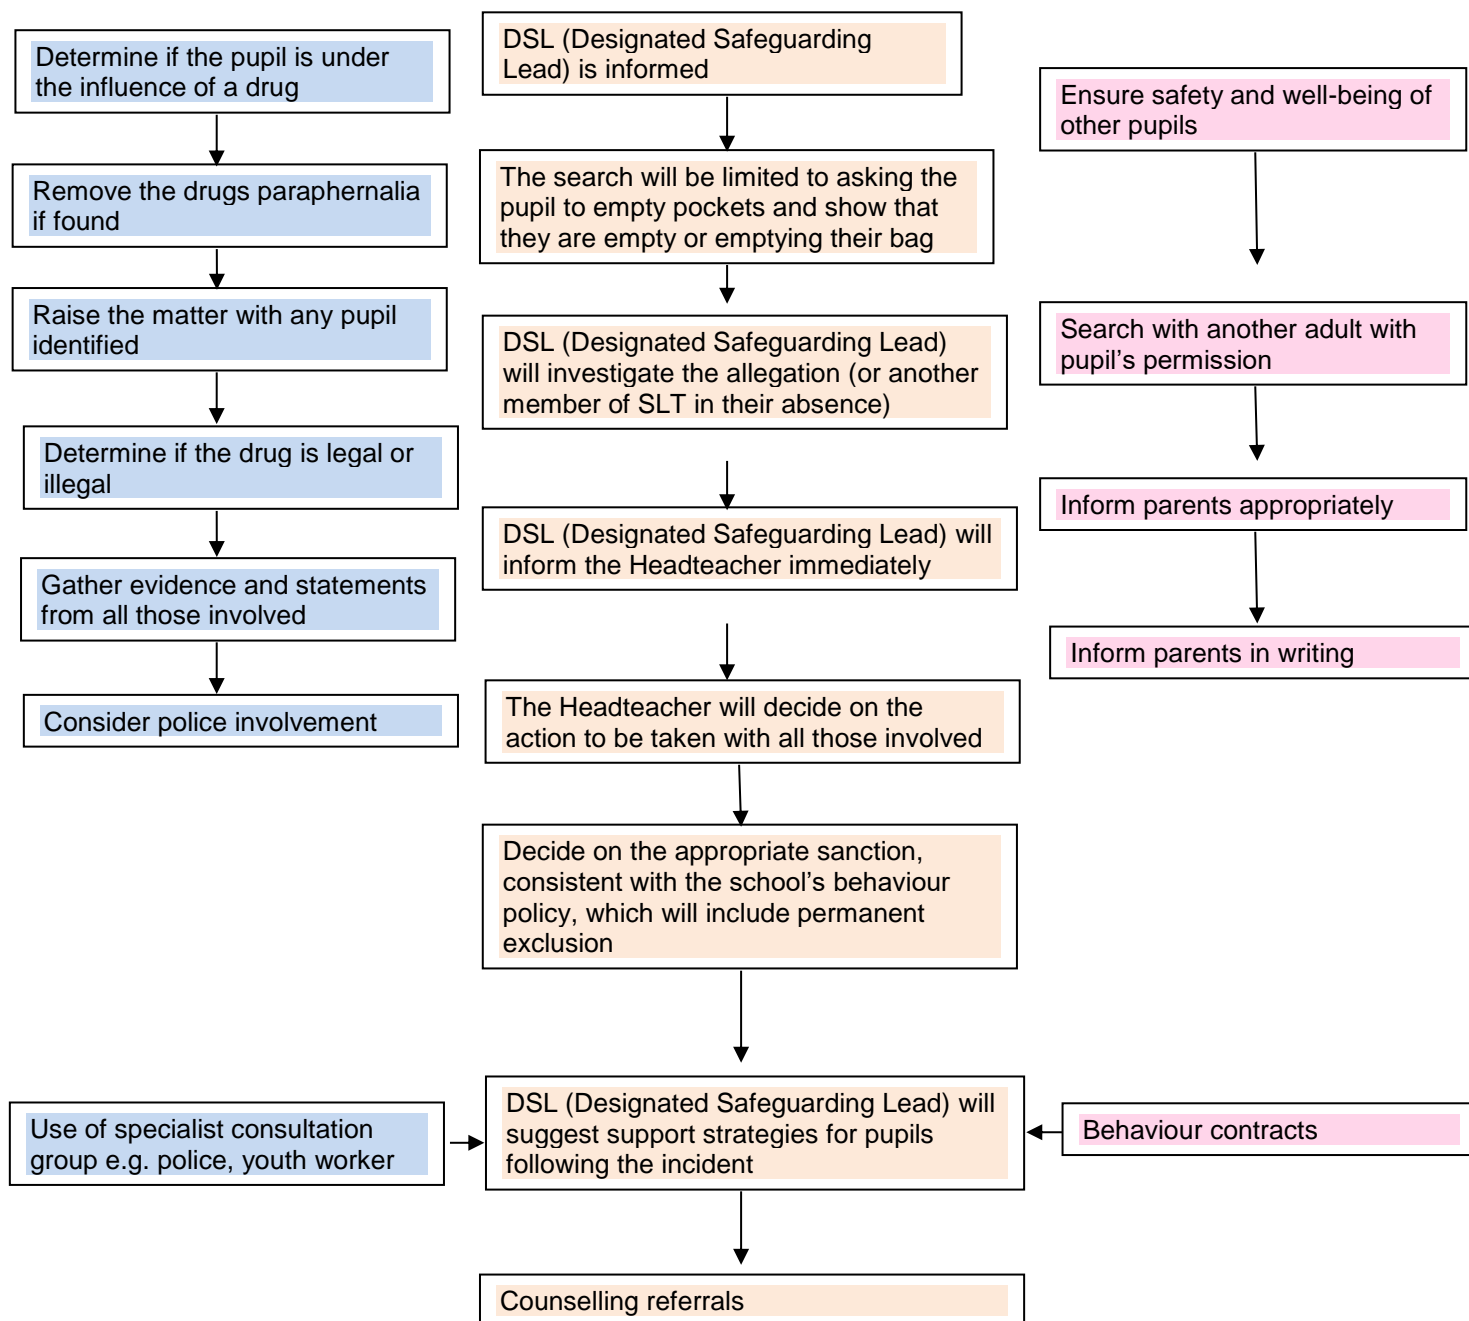 Determine if the pupil is under
the influence of a drug
Remove the drugs paraphernalia
if found
Raise the matter with any pupil
identified
Determine if the drug is legal or
illegal
Gather evidence and statements
from all those involved
Consider police involvement
DSL (Designated Safeguarding
Lead) is informed
The search will be limited to asking the
pupil to empty pockets and show that
they are empty or emptying their bag
DSL (Designated Safeguarding Lead)
will investigate the allegation (or another
member of SLT in their absence)
DSL (Designated Safeguarding Lead) will
inform the Headteacher immediately
The Headteacher will decide on the
action to be taken with all those involved
Decide on the appropriate sanction,
consistent with the school’s behaviour
policy, which will include permanent
exclusion
Ensure safety and well-being of
other pupils
Search with another adult with
pupil’s permission
Inform parents appropriately
Inform parents in writing
Use of specialist consultation
group e.g. police, youth worker
DSL (Designated Safeguarding Lead) will
suggest support strategies for pupils
following the incident
Behaviour contracts
Counselling referrals